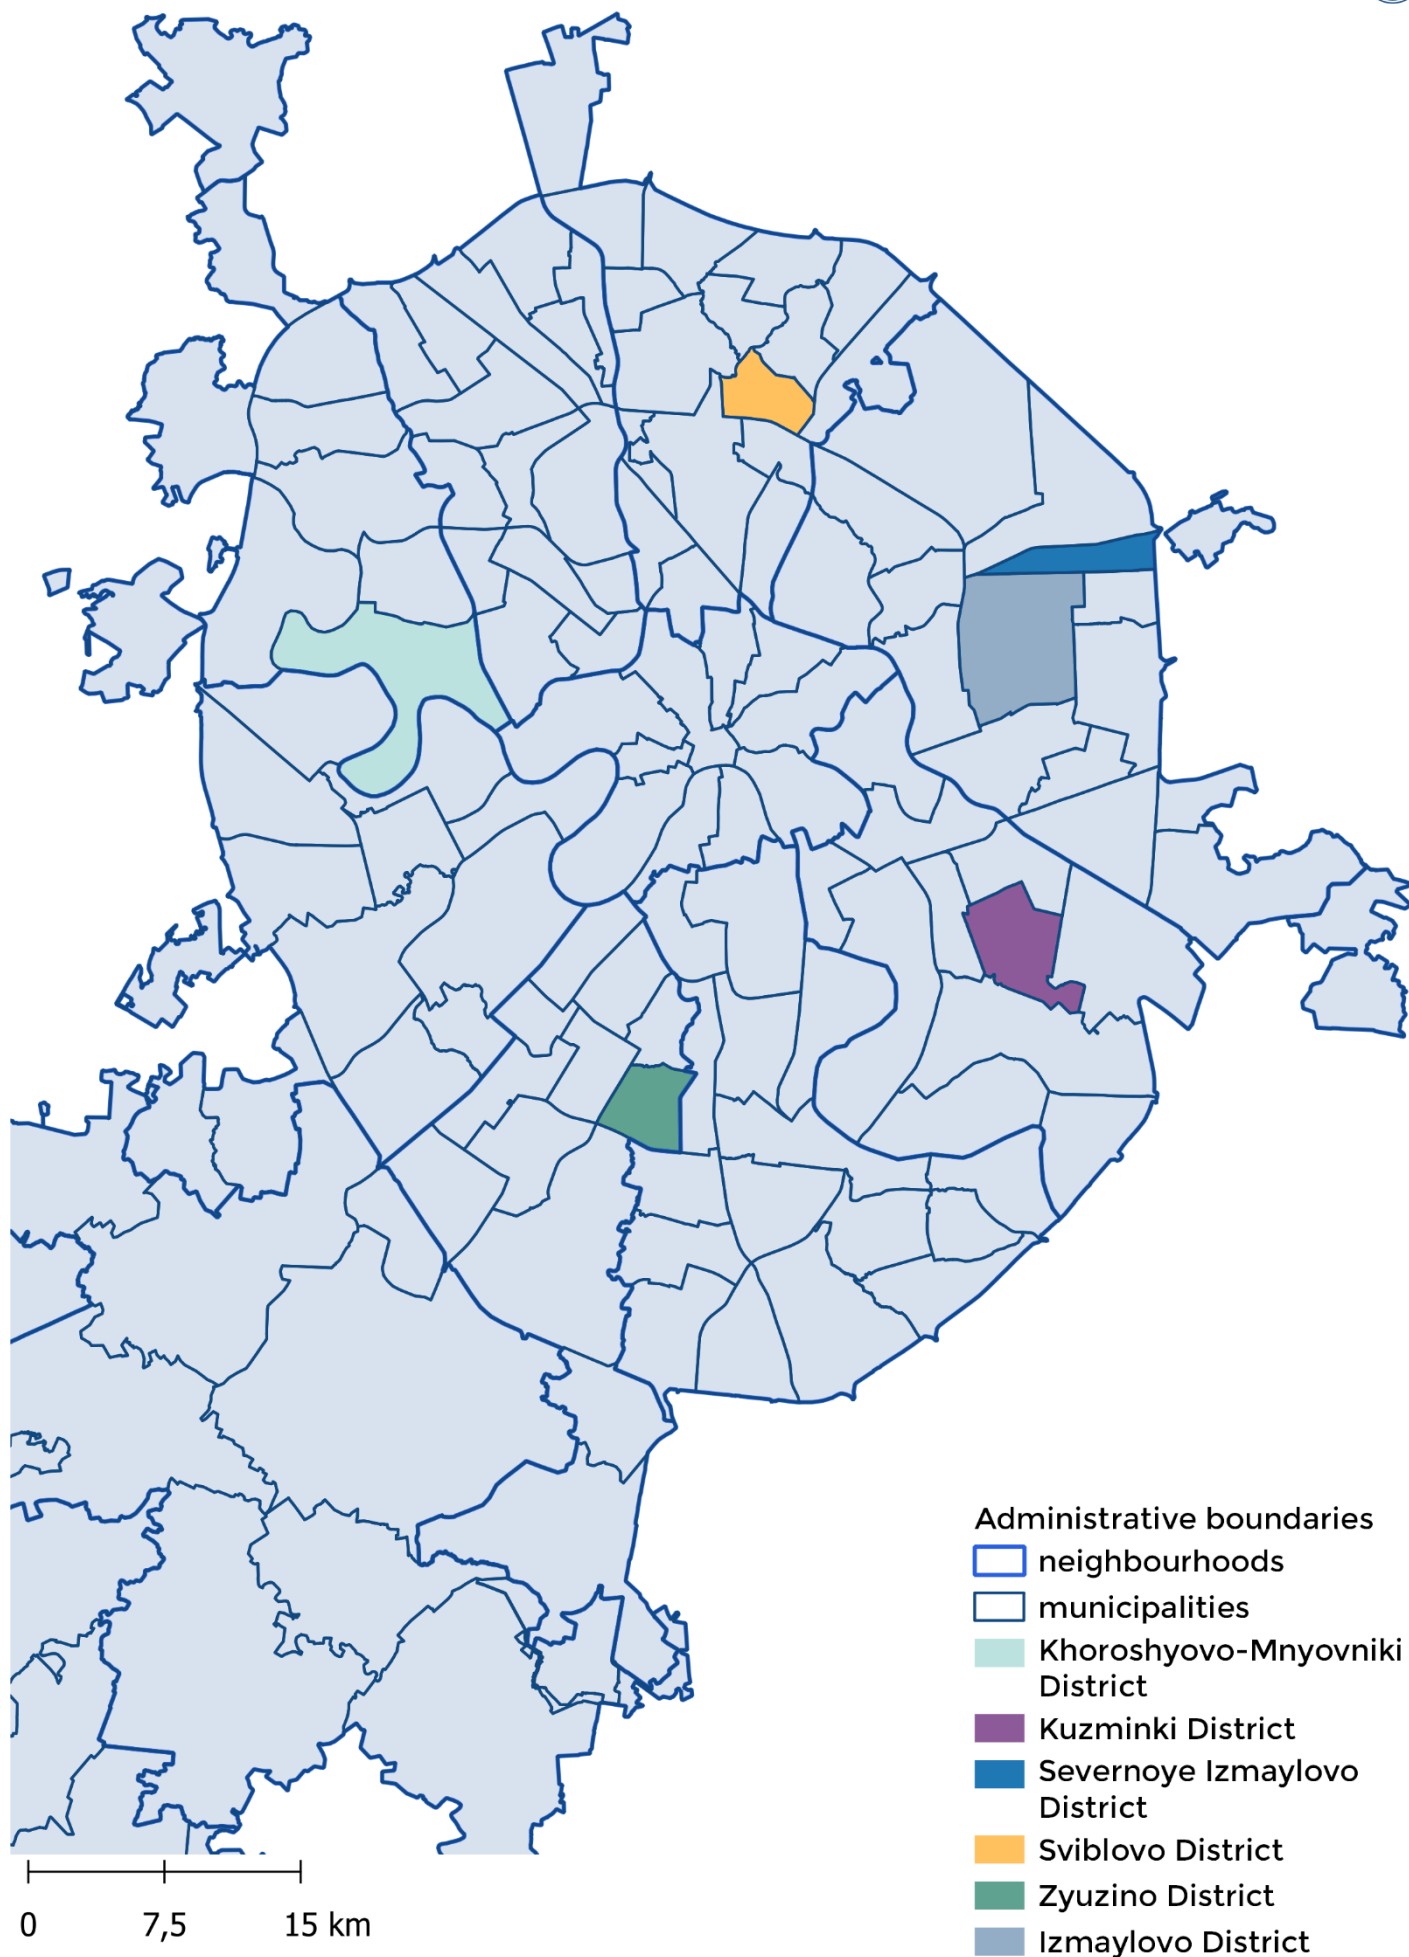 Administrative boundaries
neighbourhoods
municipalities
Khoroshyovo-Mnyovniki
District
Kuzminki District
Severnoye Izmaylovo
District
Sviblovo District
Zyuzino District
Izmaylovo District
0 7,5 15 km